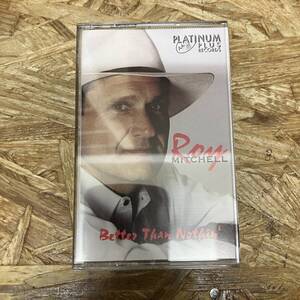 PLATINUM
PLUS
RECORDS
Roy
MITCHELL
Better Than Nothin'